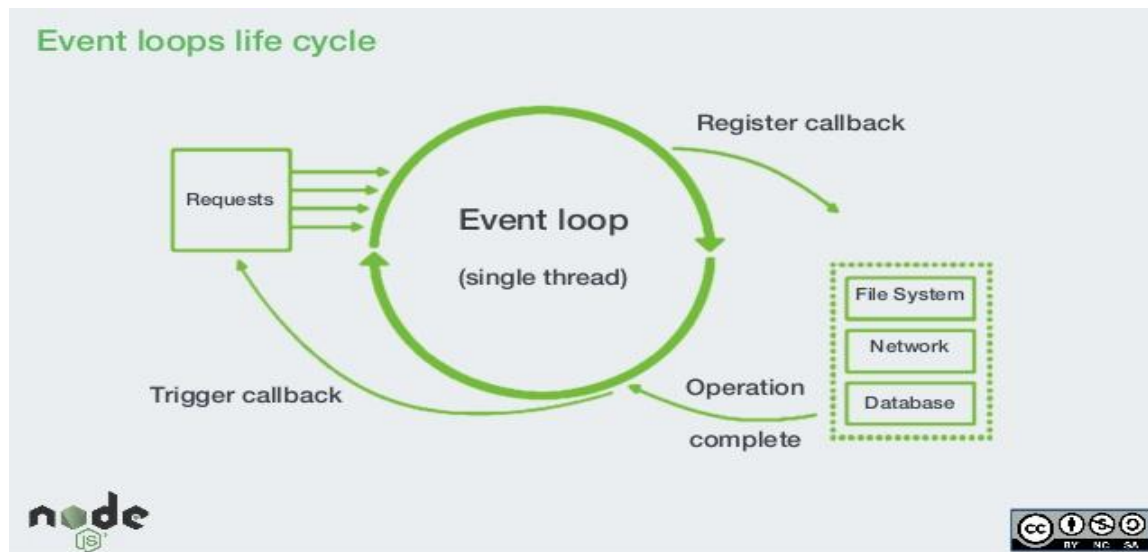 Event loops life cycle
Register callback
Requests
Event loop
(single thread)
File System
Network
Database
Operation
complete
Trigger callback
node
JS
cc
BY NC SA